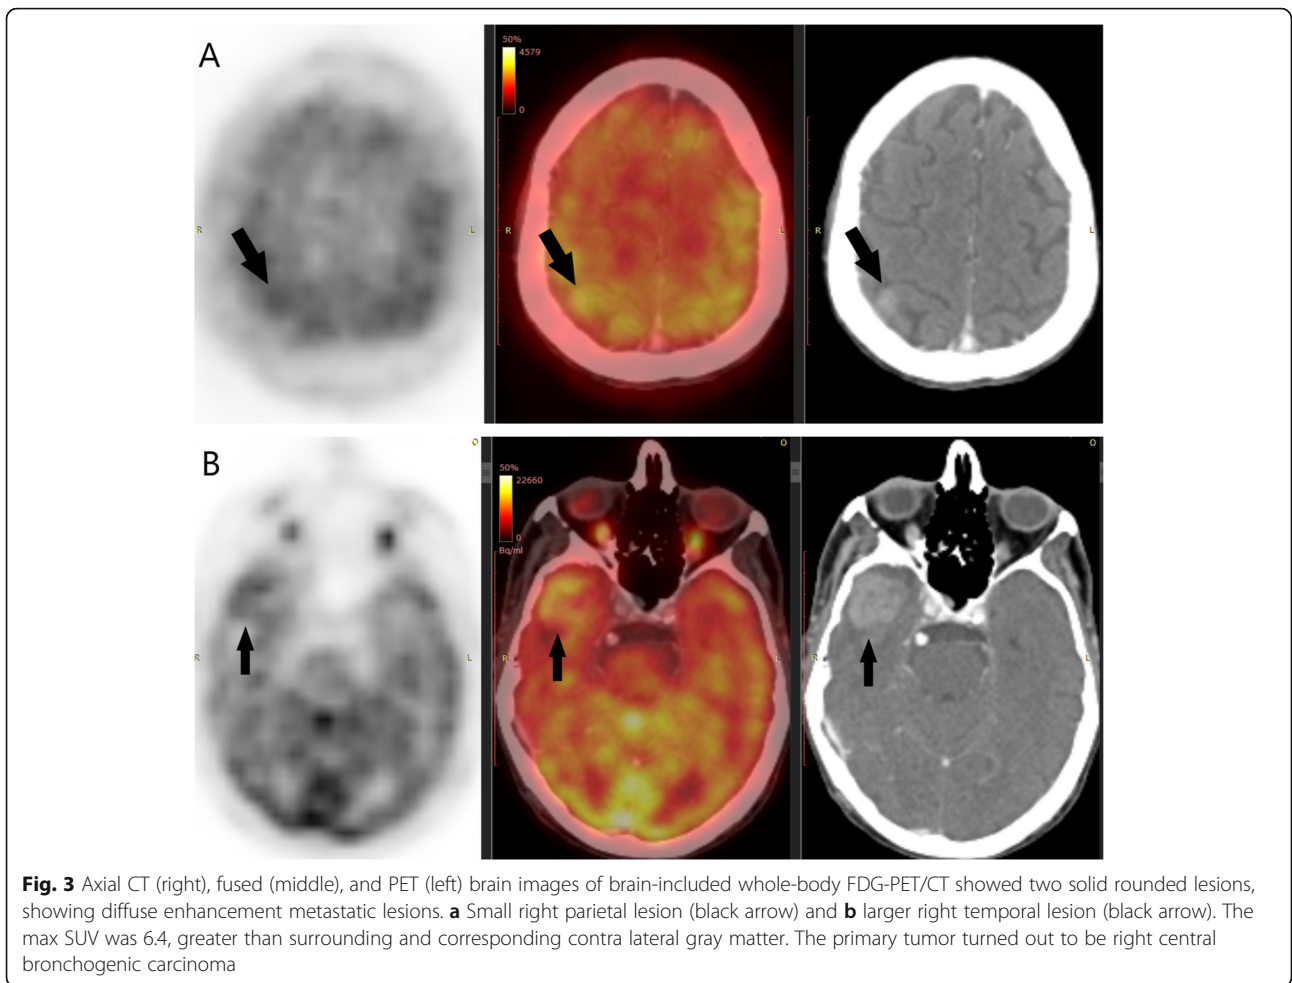 A
50%
4579
0
R
L
R
L
L
B
O
50%
22660
0
Bq/ml
O
O
R
L
R
L
R
L
Fig. 3 Axial CT (right), fused (middle), and PET (left) brain images of brain-included whole-body FDG-PET/CT showed two solid rounded lesions,
showing diffuse enhancement metastatic lesions. a Small right parietal lesion (black arrow) and b larger right temporal lesion (black arrow). The
max SUV was 6.4, greater than surrounding and corresponding contra lateral gray matter. The primary tumor turned out to be right central
bronchogenic carcinoma